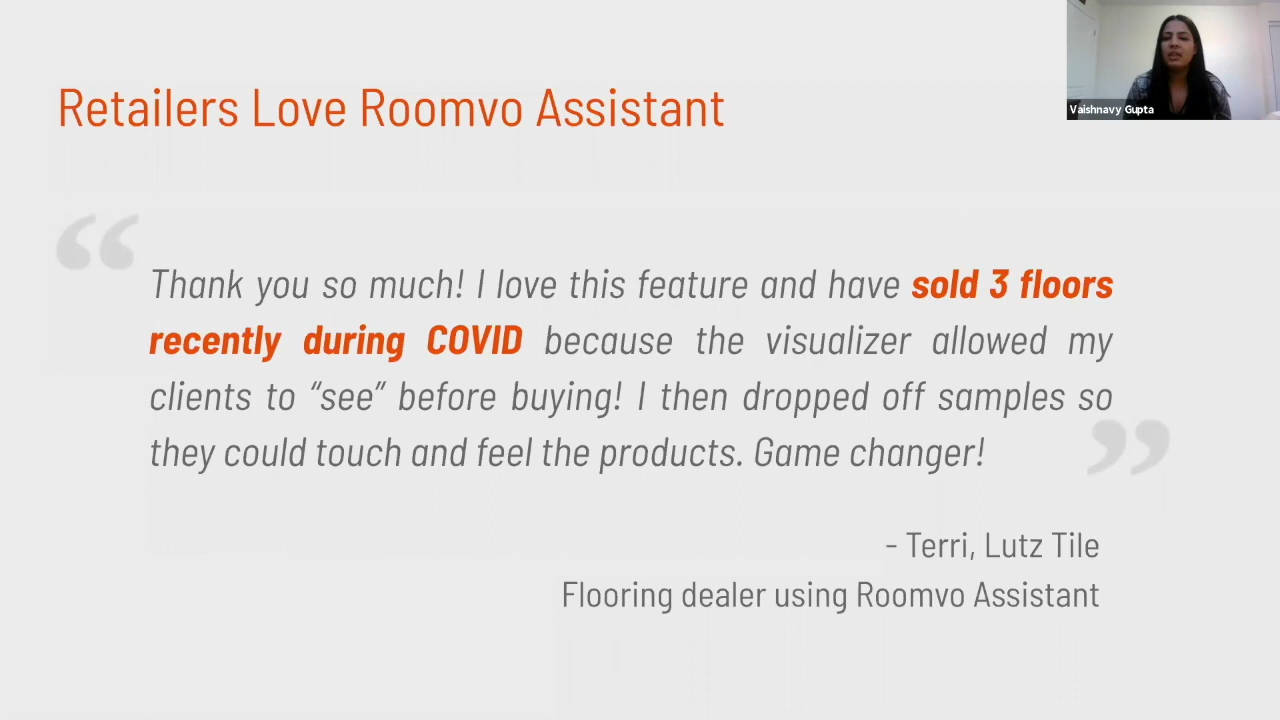 Vaishnavy Gupta
Retailers Love Roomvo Assistant
“
Thank you so much! I love this feature and have sold 3 floors
recently during COVID because the visualizer allowed my
clients to “see” before buying! I then dropped off samples so
they could touch and feel the products. Game changer!
”
- Terri, Lutz Tile
Flooring dealer using Roomvo Assistant